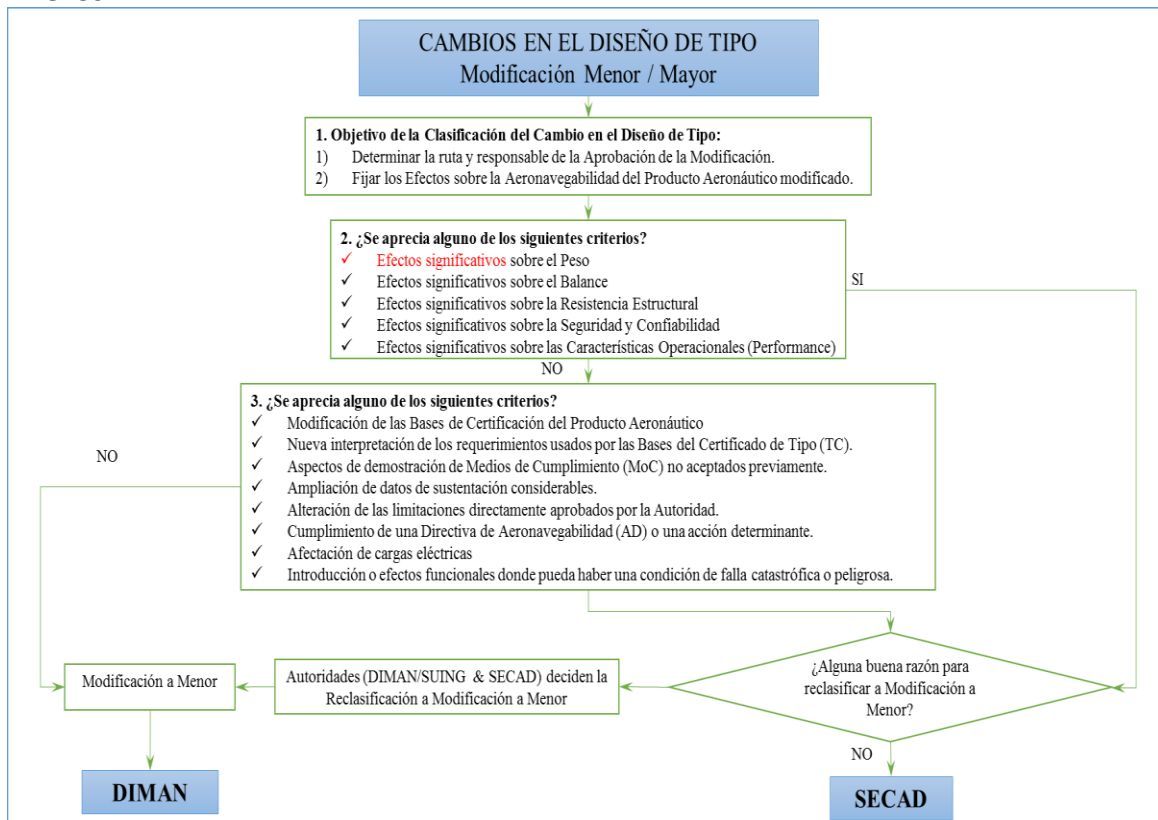 CAMBIOS EN EL DISEÑO DE TIPO
Modificación Menor / Mayor
1. Objetivo de la Clasificación del Cambio en el Diseño de Tipo:
1) Determinar la ruta y responsable de la Aprobación de la Modificación.
2) Fijar los Efectos sobre la Aeronavegabilidad del Producto Aeronáutico modificado.
2. ¿Se aprecia alguno de los siguientes criterios?
✓ Efectos significativos sobre el Peso
✓ Efectos significativos sobre el Balance
✓ Efectos significativos sobre la Resistencia Estructural
✓ Efectos significativos sobre la Seguridad y Confiabilidad
✓ Efectos significativos sobre las Características Operacionales (Performance)
SI
NO
3. ¿Se aprecia alguno de los siguientes criterios?
✓ Modificación de las Bases de Certificación del Producto Aeronáutico
✓ Nueva interpretación de los requerimientos usados por las Bases del Certificado de Tipo (TC).
✓ Aspectos de demostración de Medios de Cumplimiento (MoC) no aceptados previamente.
✓ Ampliación de datos de sustentación considerables.
✓ Alteración de las limitaciones directamente aprobados por la Autoridad.
✓ Cumplimiento de una Directiva de Aeronavegabilidad (AD) o una acción determinante.
✓ Afectación de cargas eléctricas
✓ Introducción o efectos funcionales donde pueda haber una condición de falla catastrófica o peligrosa.
NO
¿Alguna buena razón para
reclasificar a Modificación a
Menor?
Autoridades (DIMAN/SUING & SECAD) deciden la
Reclasificación a Modificación a Menor
Modificación a Menor
NO
DIMAN
SECAD